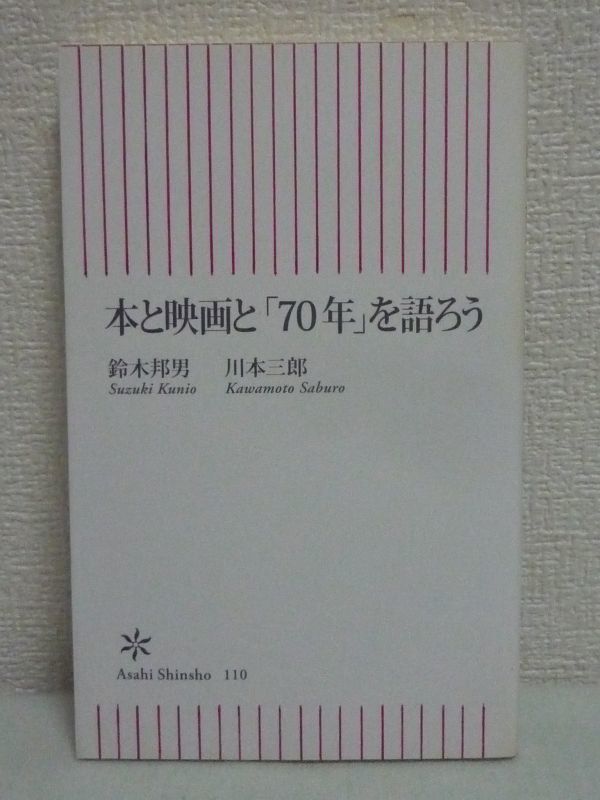 本と映画と「70年」を語ろう
鈴木邦男 川本三郎
Suzuki Kunio Kawamoto Saburo
Asahi Shinsho 110